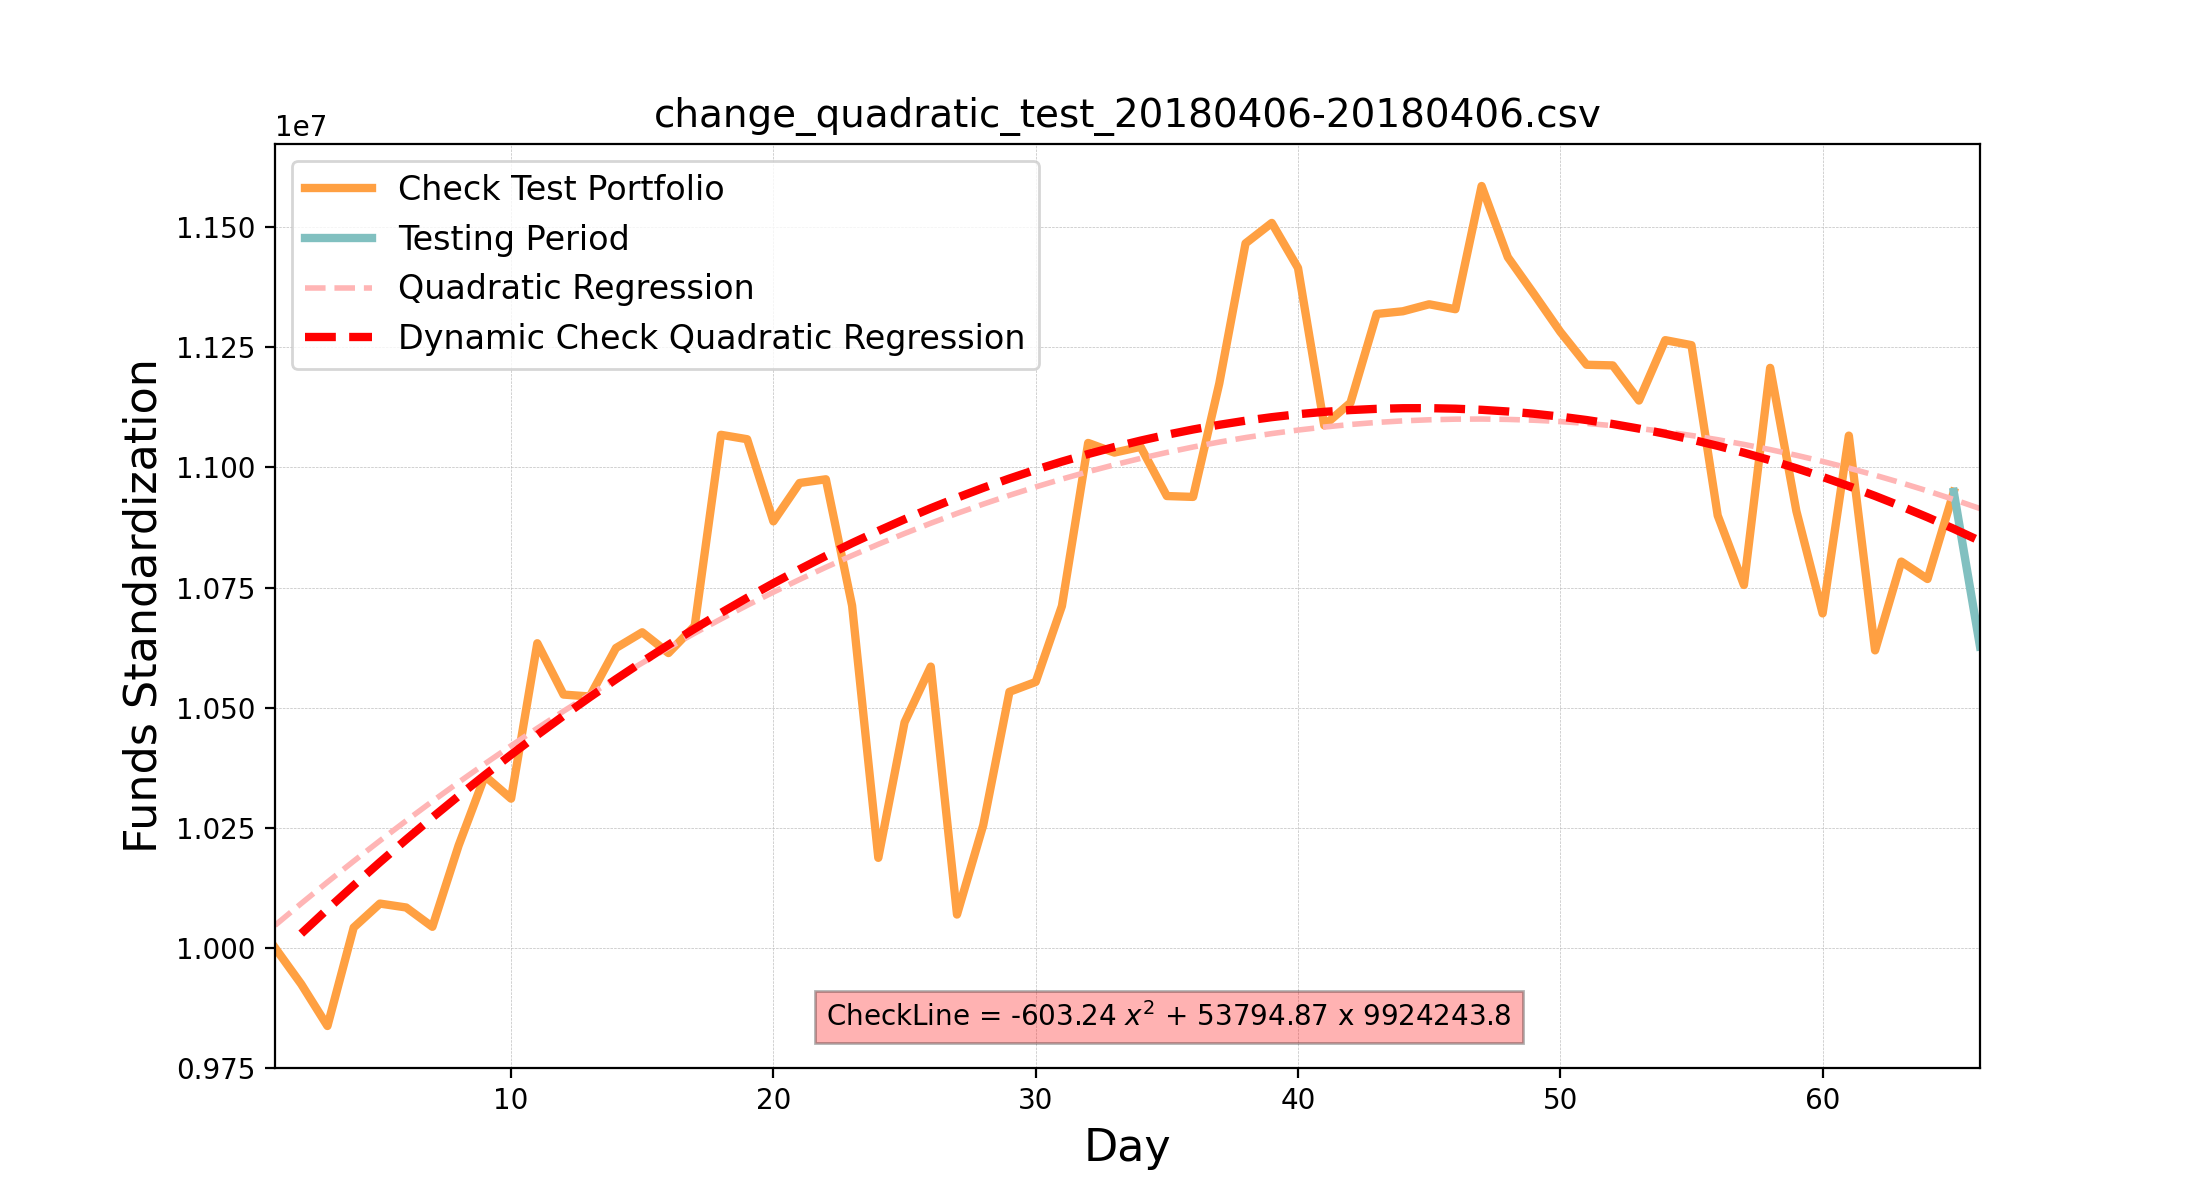 change_quadratic_test_20180406-20180406.csv
1e7
Check Test Portfolio
Testing Period
Quadratic Regression
Dynamic Check Quadratic Regression
Funds Standardization
1.150
1.125
1.100
1.075
1.050
1.025
1.000
0.975
CheckLine = -603.24 x² + 53794.87 x 9924243.8
10 20 30 40 50 60
Day